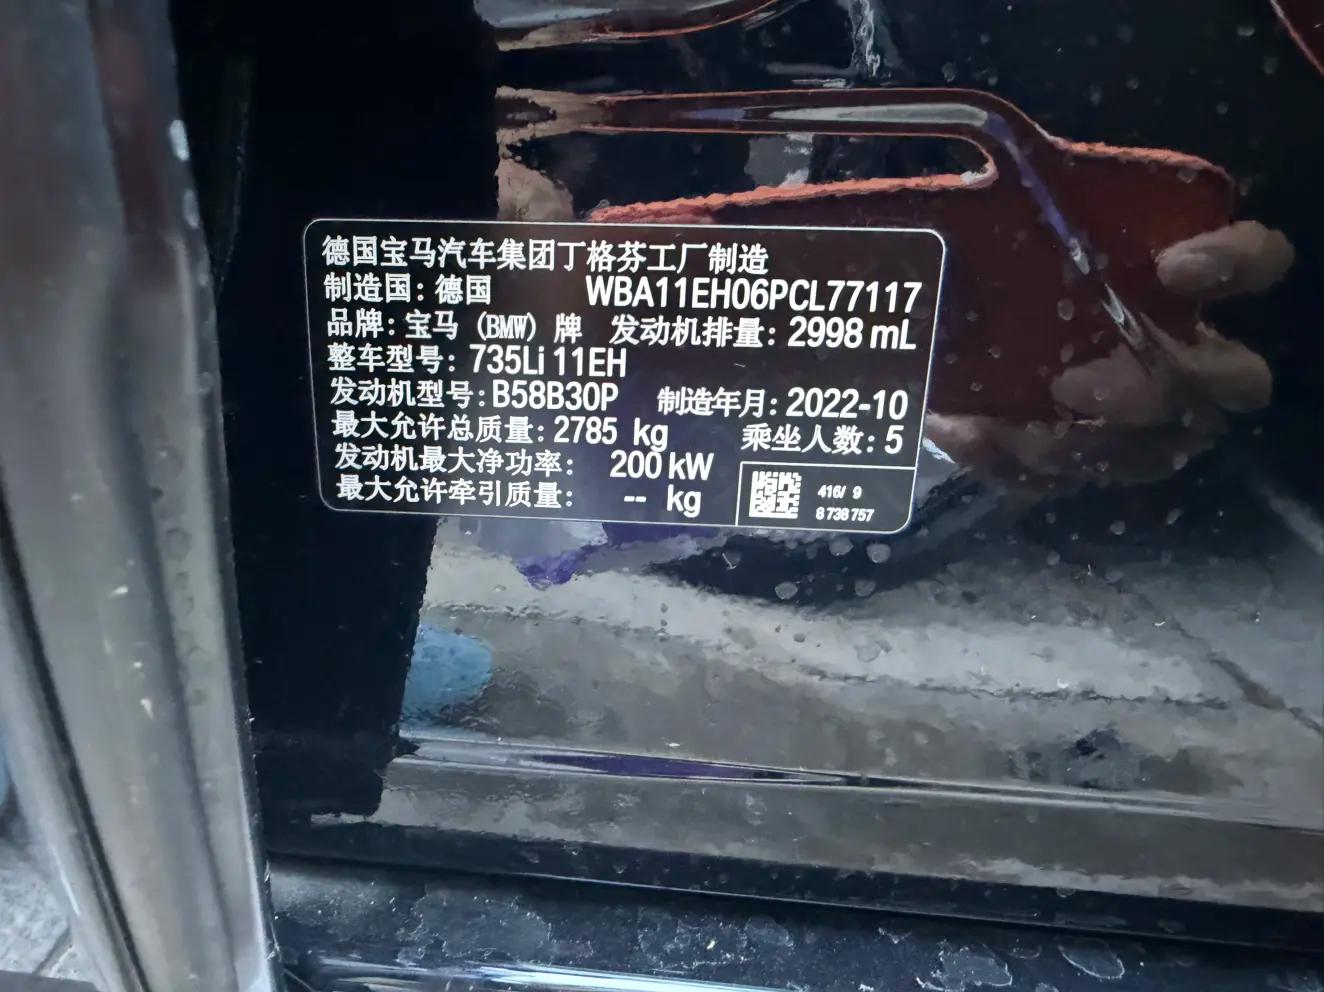 德国宝马汽车集团丁格芬工厂制造
制造国：德国 WBA11EH06PCL77117
品牌：宝马（BMW）牌 发动机排量：2998 mL
整车型号：735Li 11EH
发动机型号：B58B30P 制造年月：2022-10
最大允许总质量：2785 kg 乘坐人数：5
发动机最大净功率： 200 kW
最大允许牵引质量： -- kg
416/ 9
8 738 757